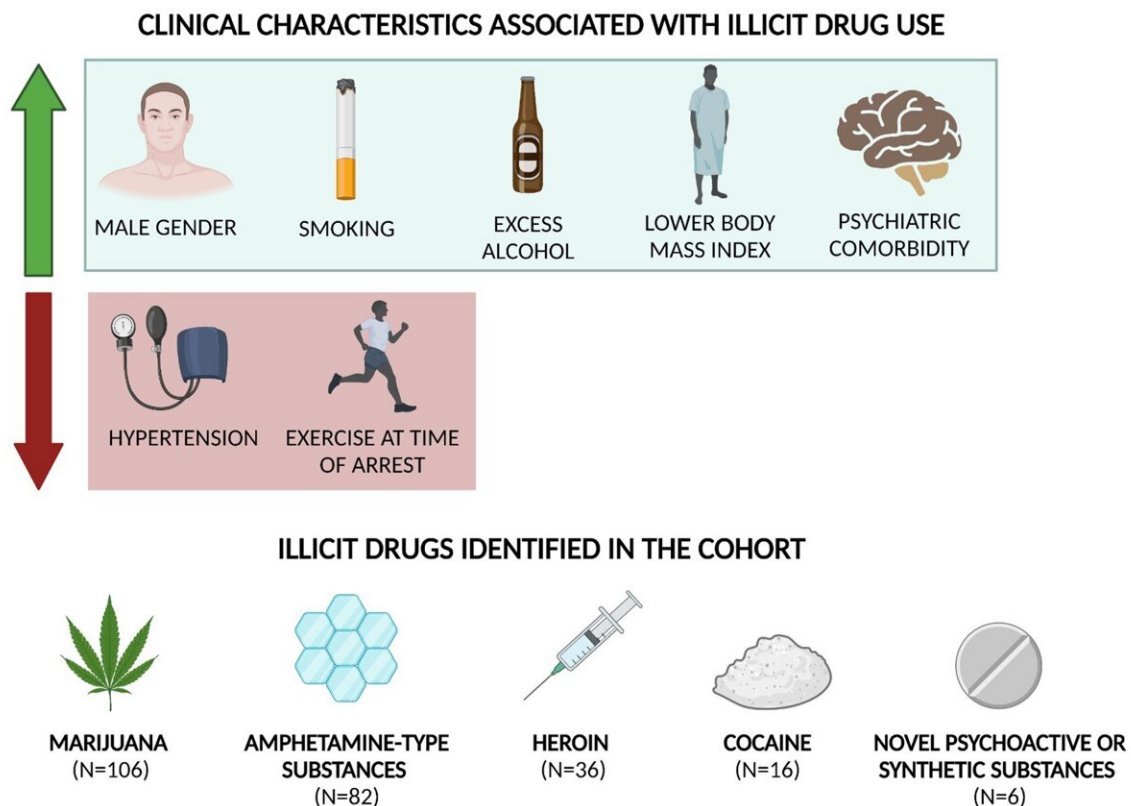 CLINICAL CHARACTERISTICS ASSOCIATED WITH ILLICIT DRUG USE
MALE GENDER
SMOKING
EXCESS
ALCOHOL
LOWER BODY
MASS INDEX
PSYCHIATRIC
COMORBIDITY
HYPERTENSION
EXERCISE AT TIME
OF ARREST
ILLICIT DRUGS IDENTIFIED IN THE COHORT
MARIJUANA
(N=106)
AMPHETAMINE-TYPE
SUBSTANCES
(N=82)
HEROIN
(N=36)
COCAINE
(N=16)
NOVEL PSYCHOACTIVE OR
SYNTHETIC SUBSTANCES
(N=6)